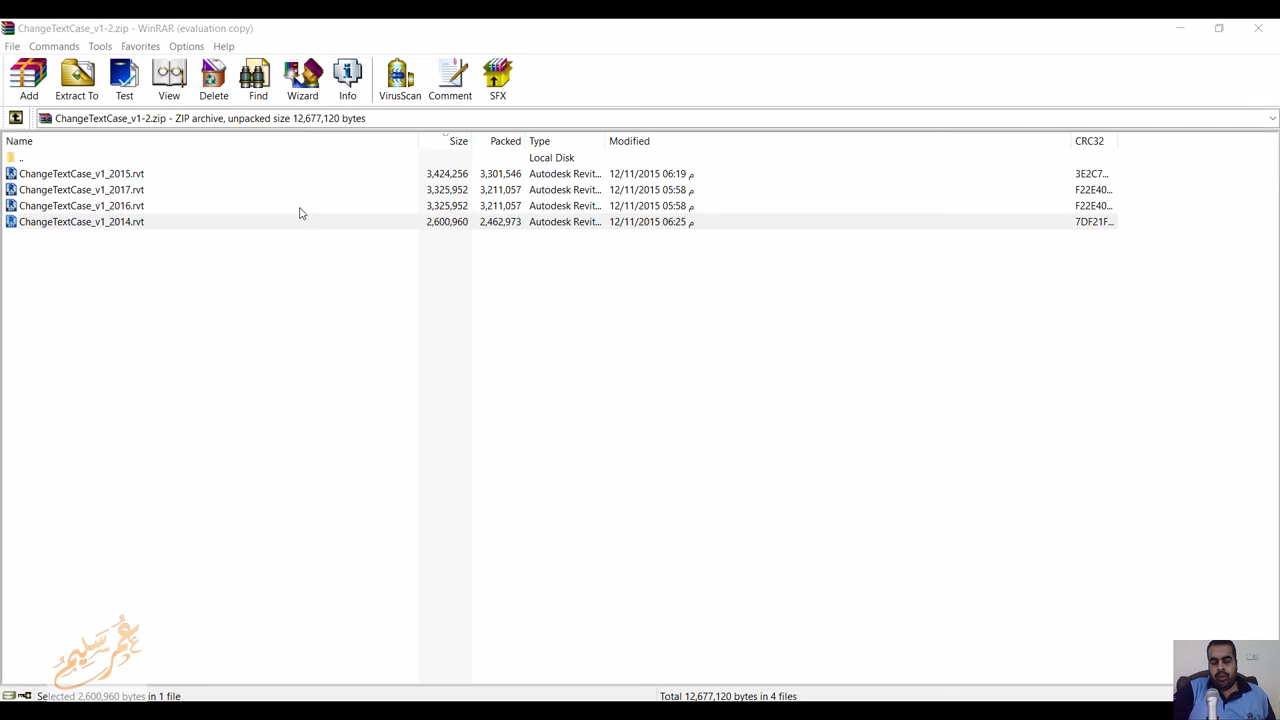 ChangeTextCase_v1-2.zip - WinRAR (evaluation copy)
File Commands Tools Favorites Options Help
Add Extract To Test View Delete Find Wizard Info VirusScan Comment SFX
ChangeTextCase_v1-2.zip - ZIP archive, unpacked size 12,677,120 bytes
Name Size Packed Type Modified CRC32
.. Local Disk
ChangeTextCase_v1_2015.rvt 3,424,256 3,301,546 Autodesk Revit... 12/11/2015 06:19 م 3E2C7...
ChangeTextCase_v1_2017.rvt 3,325,952 3,211,057 Autodesk Revit... 12/11/2015 05:58 م F22E40...
ChangeTextCase_v1_2016.rvt 3,325,952 3,211,057 Autodesk Revit... 12/11/2015 05:58 م F22E40...
ChangeTextCase_v1_2014.rvt 2,600,960 2,462,973 Autodesk Revit... 12/11/2015 06:25 م 7DF21F...
عمر سليم
Selected 2,600,960 bytes in 1 file Total 12,677,120 bytes in 4 files